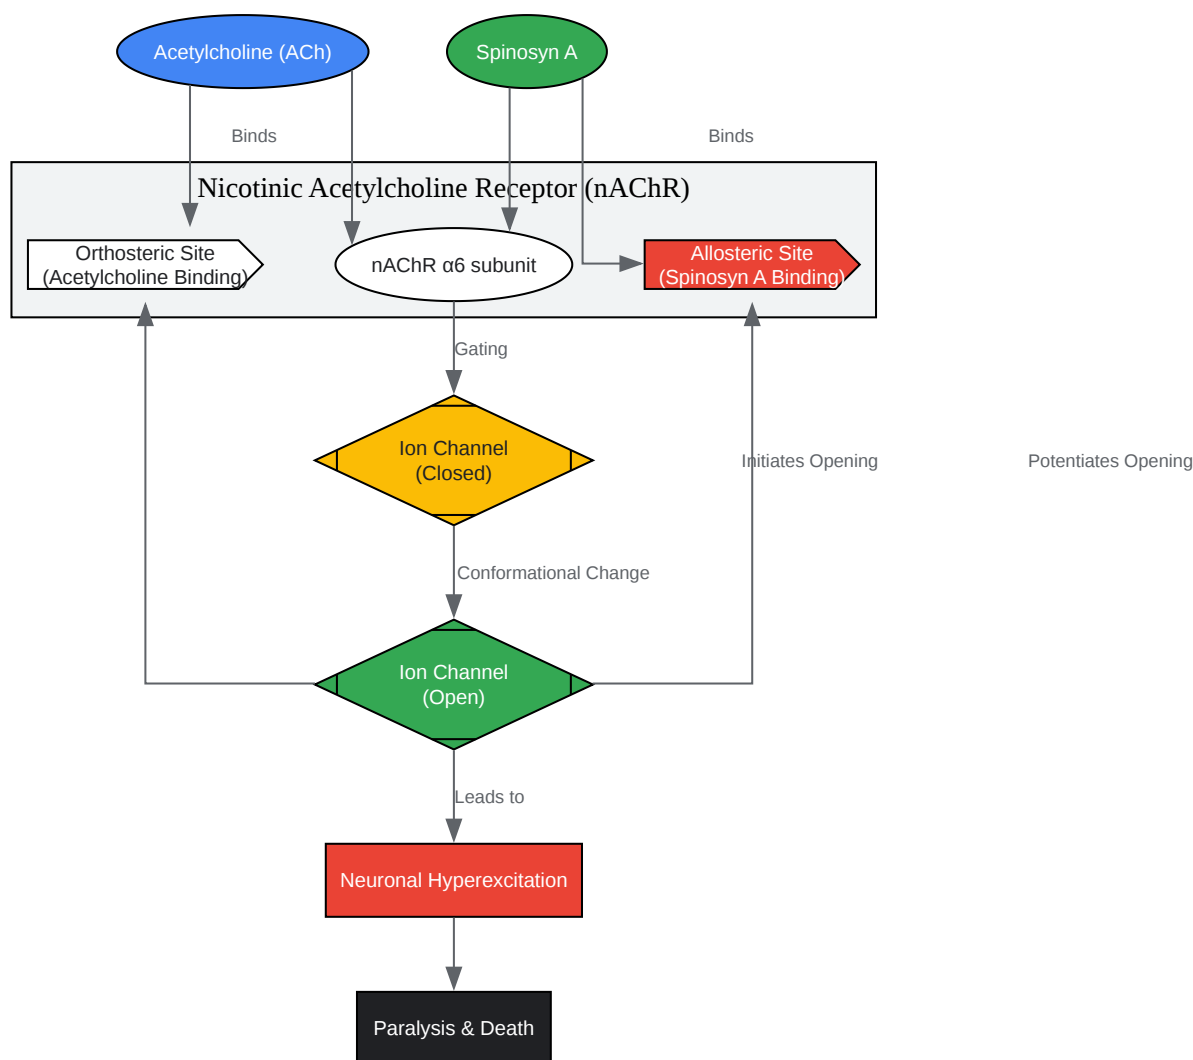 Acetylcholine (ACh)
Spinosyn A
Binds
Binds
Nicotinic Acetylcholine Receptor (nAChR)
Orthosteric Site
(Acetylcholine Binding)
nAChR α6 subunit
Allosteric Site
(Spinosyn A Binding)
Gating
Ion Channel
(Closed)
Initiates Opening
Potentiates Opening
Conformational Change
Ion Channel
(Open)
Leads to
Neuronal Hyperexcitation
Paralysis & Death